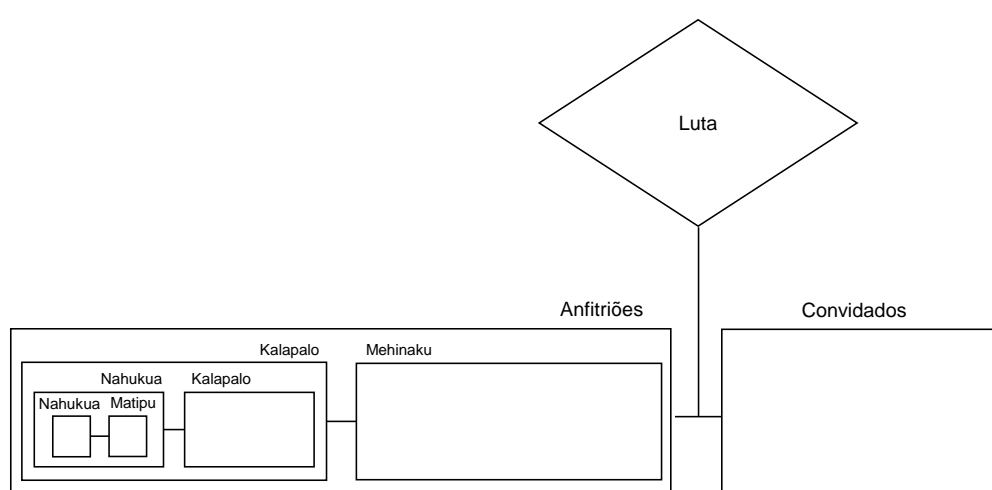 Luta
Anfitriões
Convidados
Kalapalo
Mehinaku
Nahukua
Kalapalo
Nahukua
Matipu